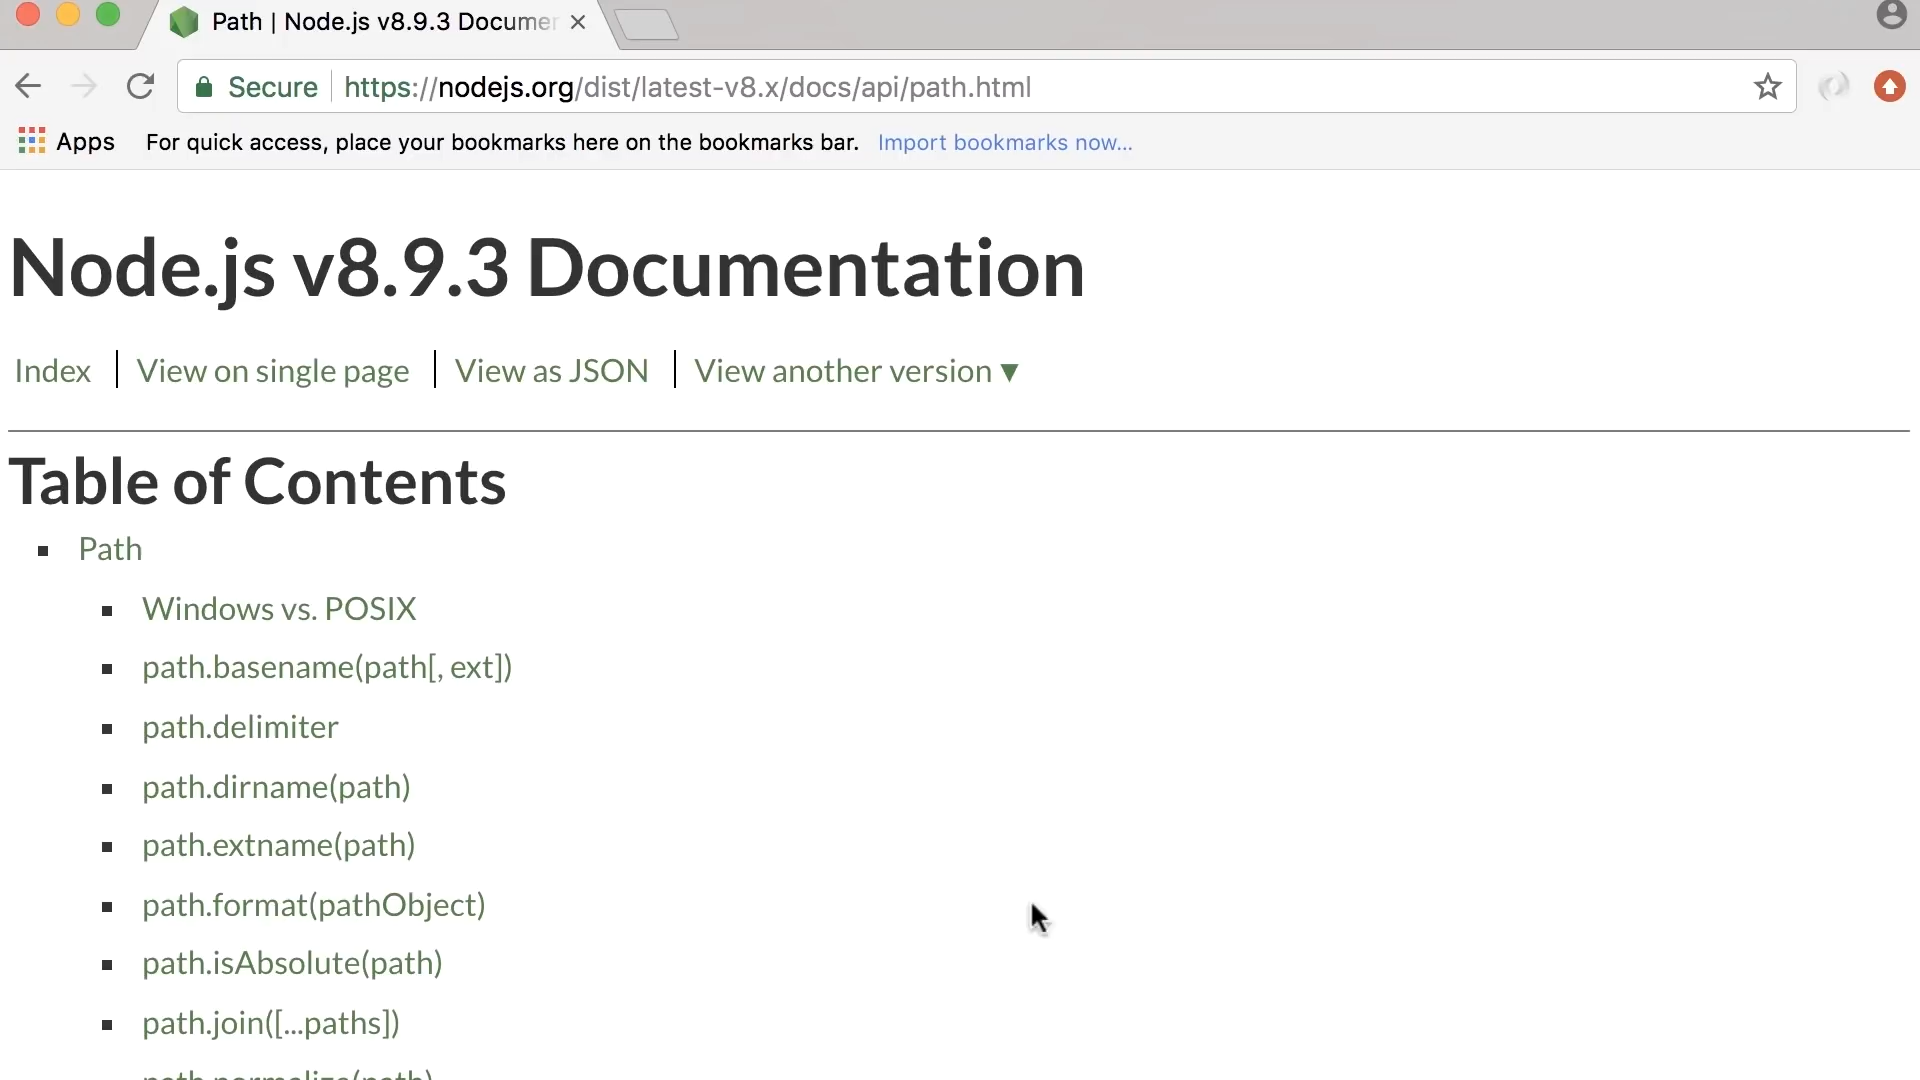 Path | Node.js v8.9.3 Documen
Secure https://nodejs.org/dist/latest-v8.x/docs/api/path.html
Apps For quick access, place your bookmarks here on the bookmarks bar. Import bookmarks now...
Node.js v8.9.3 Documentation
Index View on single page View as JSON View another version ▼
Table of Contents
Path
Windows vs. POSIX
path.basename(path[, ext])
path.delimiter
path.dirname(path)
path.extname(path)
path.format(pathObject)
path.isAbsolute(path)
path.join([...paths])
path.normalize(path)